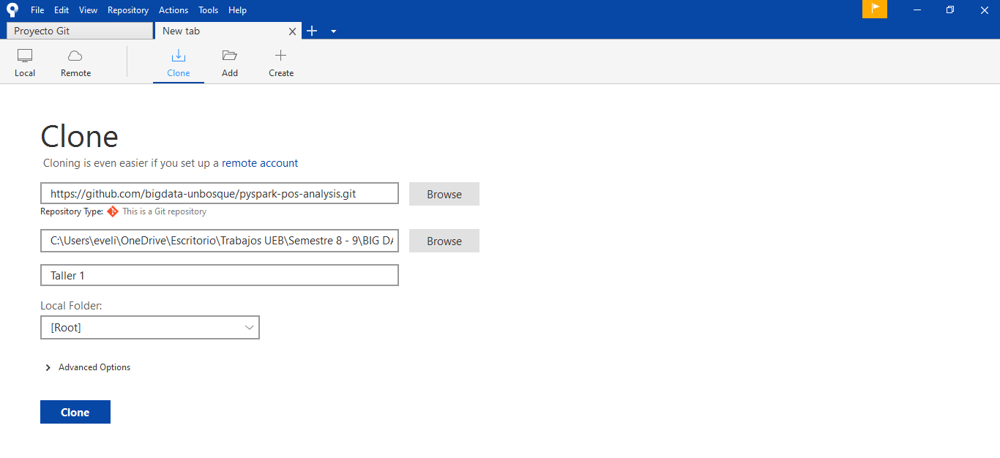 File Edit View Repository Actions Tools Help
Proyecto Git New tab
Local Remote Clone Add Create
Clone
Cloning is even easier if you set up a remote account
https://github.com/bigdata-unbosque/pyspark-pos-analysis.git Browse
Repository Type: This is a Git repository
C:\Users\eveli\OneDrive\Escritorio\Trabajos UEB\Semestre 8 - 9\BIG DA Browse
Taller 1
Local Folder:
[Root]
Advanced Options
Clone